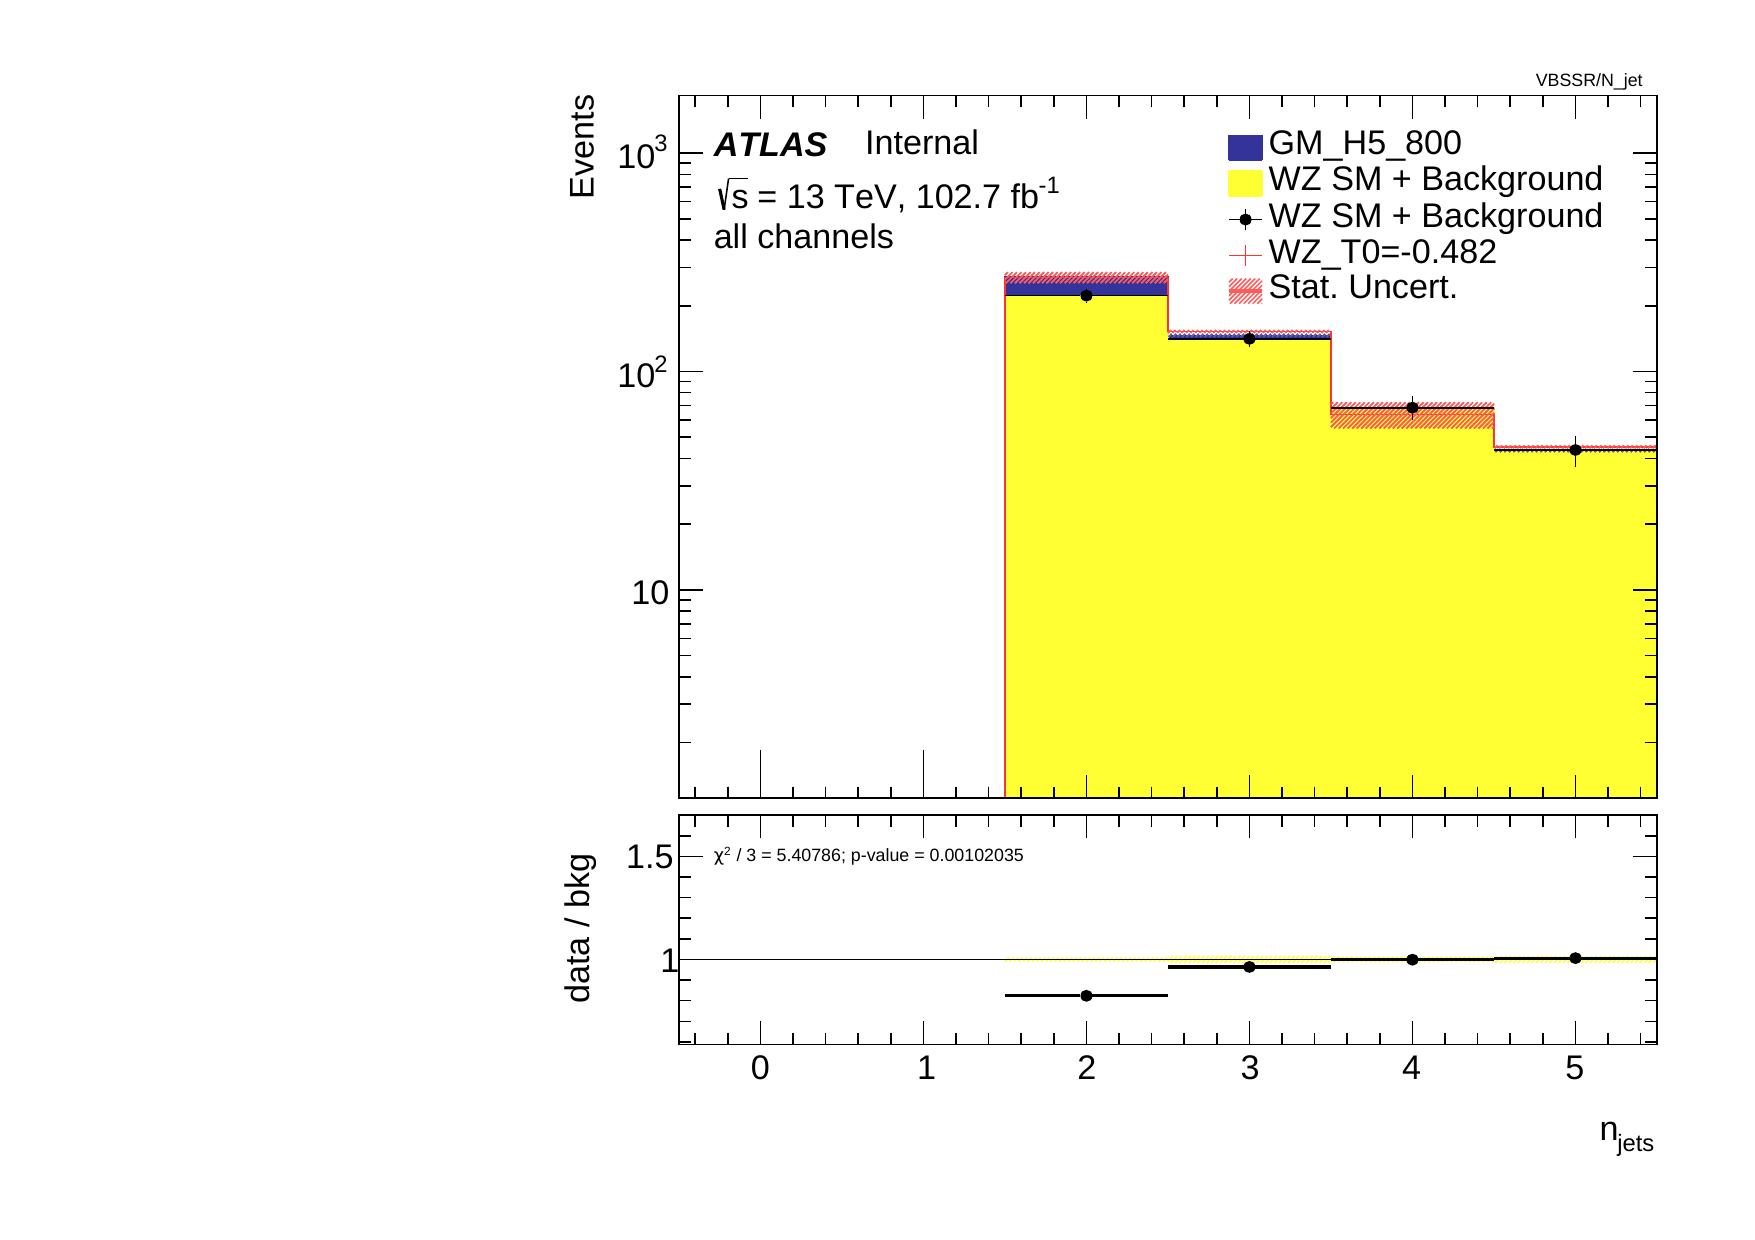 VBSSR/N_jet
Events
ATLAS Internal
√s = 13 TeV, 102.7 fb-1
all channels
GM_H5_800
WZ SM + Background
WZ SM + Background
WZ_T0=-0.482
Stat. Uncert.
10³
10²
10
data / bkg
1.5
1
χ² / 3 = 5.40786; p-value = 0.00102035
0 1 2 3 4 5
njets